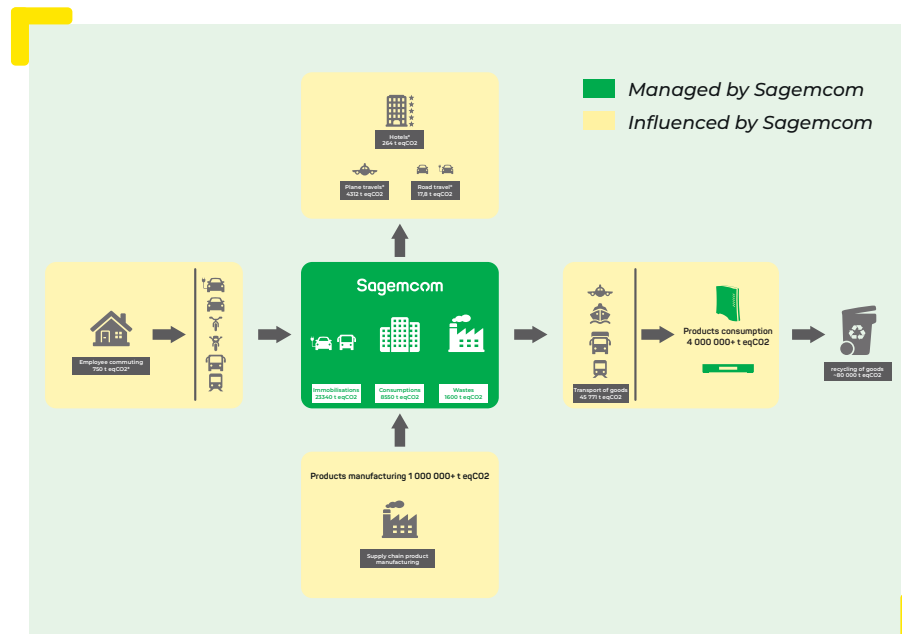 Managed by Sagemcom
Influenced by Sagemcom
Hotels*
264 t eqCO2
Plane travels*
4312 t eqCO2
Road travel*
17,8 t eqCO2
Employee commuting
750 t eqCO2*
Sagemcom
Immobilisations
23340 t eqCO2
Consumptions
8550 t eqCO2
Wastes
1600 t eqCO2
Transport of goods
45 771 t eqCO2
Products consumption
4 000 000+ t eqCO2
recycling of goods
~80 000 t eqCO2
Products manufacturing 1 000 000+ t eqCO2
Supply chain product
manufacturing